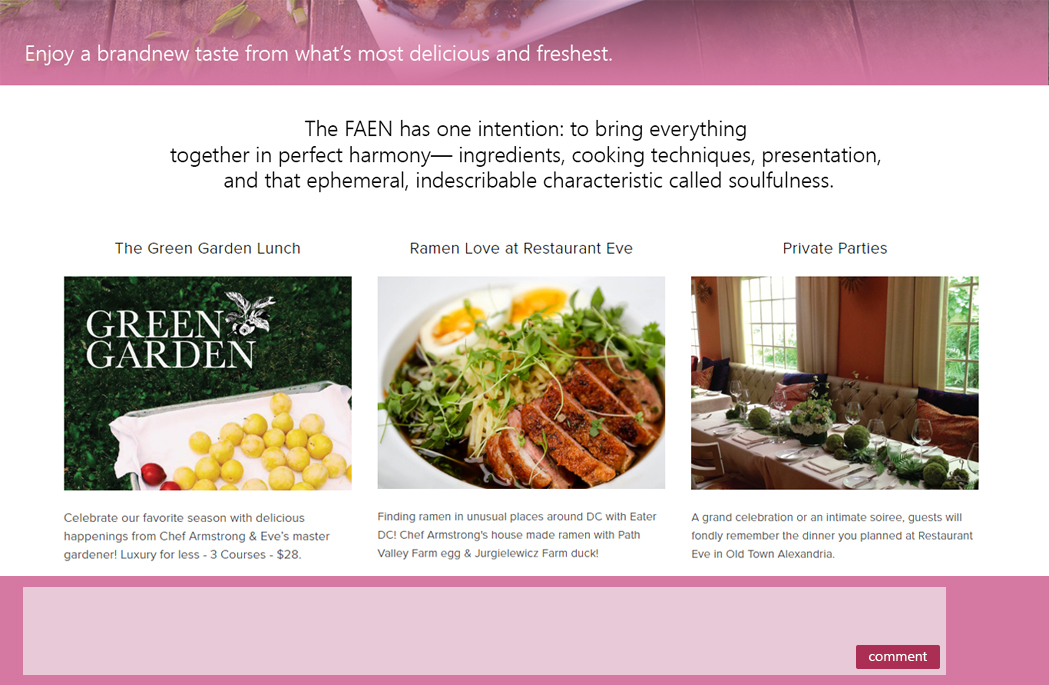 Enjoy a brandnew taste from what’s most delicious and freshest.
The FAEN has one intention: to bring everything
together in perfect harmony— ingredients, cooking techniques, presentation,
and that ephemeral, indescribable characteristic called soulfulness.
The Green Garden Lunch
GREEN
GARDEN
Celebrate our favorite season with delicious
happenings from Chef Armstrong & Eve’s master
gardener! Luxury for less - 3 Courses - $28.
Ramen Love at Restaurant Eve
Finding ramen in unusual places around DC with Eater
DC! Chef Armstrong's house made ramen with Path
Valley Farm egg & Jurgielewicz Farm duck!
Private Parties
A grand celebration or an intimate soiree, guests will
fondly remember the dinner you planned at Restaurant
Eve in Old Town Alexandria.
comment